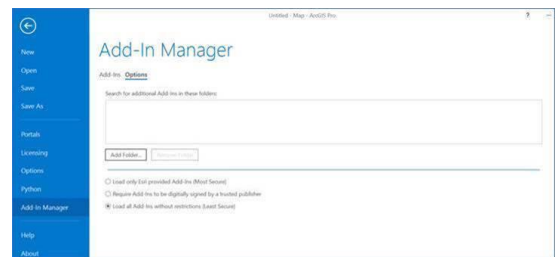 Untitled - Map - ArcGIS Pro
?
New
Open
Save
Save As
Portals
Licensing
Options
Python
Add-In Manager
Help
About
Add-In Manager
Add-Ins Options
Search for additional Add-Ins in these folders:
Add Folder...
Load only Esri provided Add-Ins (Most Secure)
Require Add-Ins to be digitally signed by a trusted publisher
Load all Add-Ins without restrictions (Least Secure)